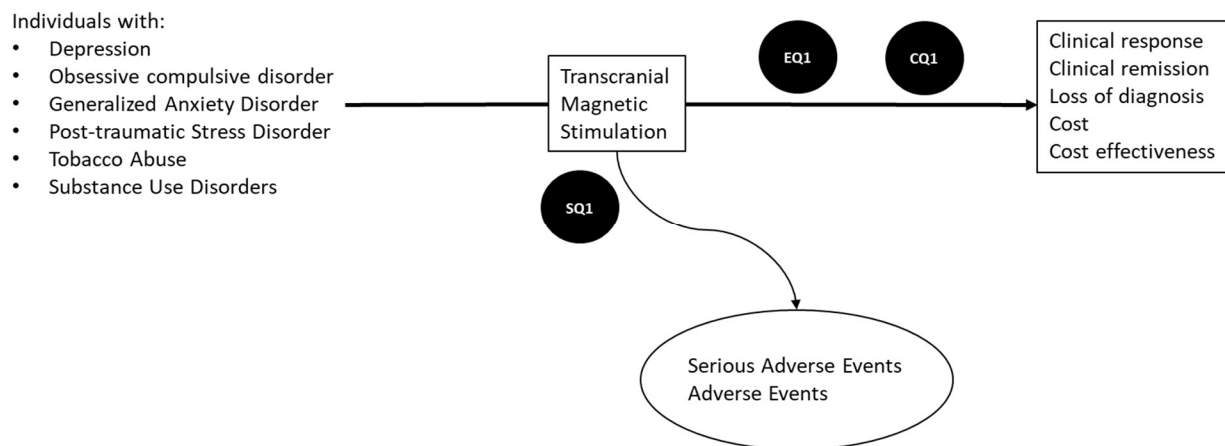 Individuals with:
• Depression
• Obsessive compulsive disorder
• Generalized Anxiety Disorder
• Post-traumatic Stress Disorder
• Tobacco Abuse
• Substance Use Disorders
Transcranial
Magnetic
Stimulation
EQ1
CQ1
Clinical response
Clinical remission
Loss of diagnosis
Cost
Cost effectiveness
SQ1
Serious Adverse Events
Adverse Events